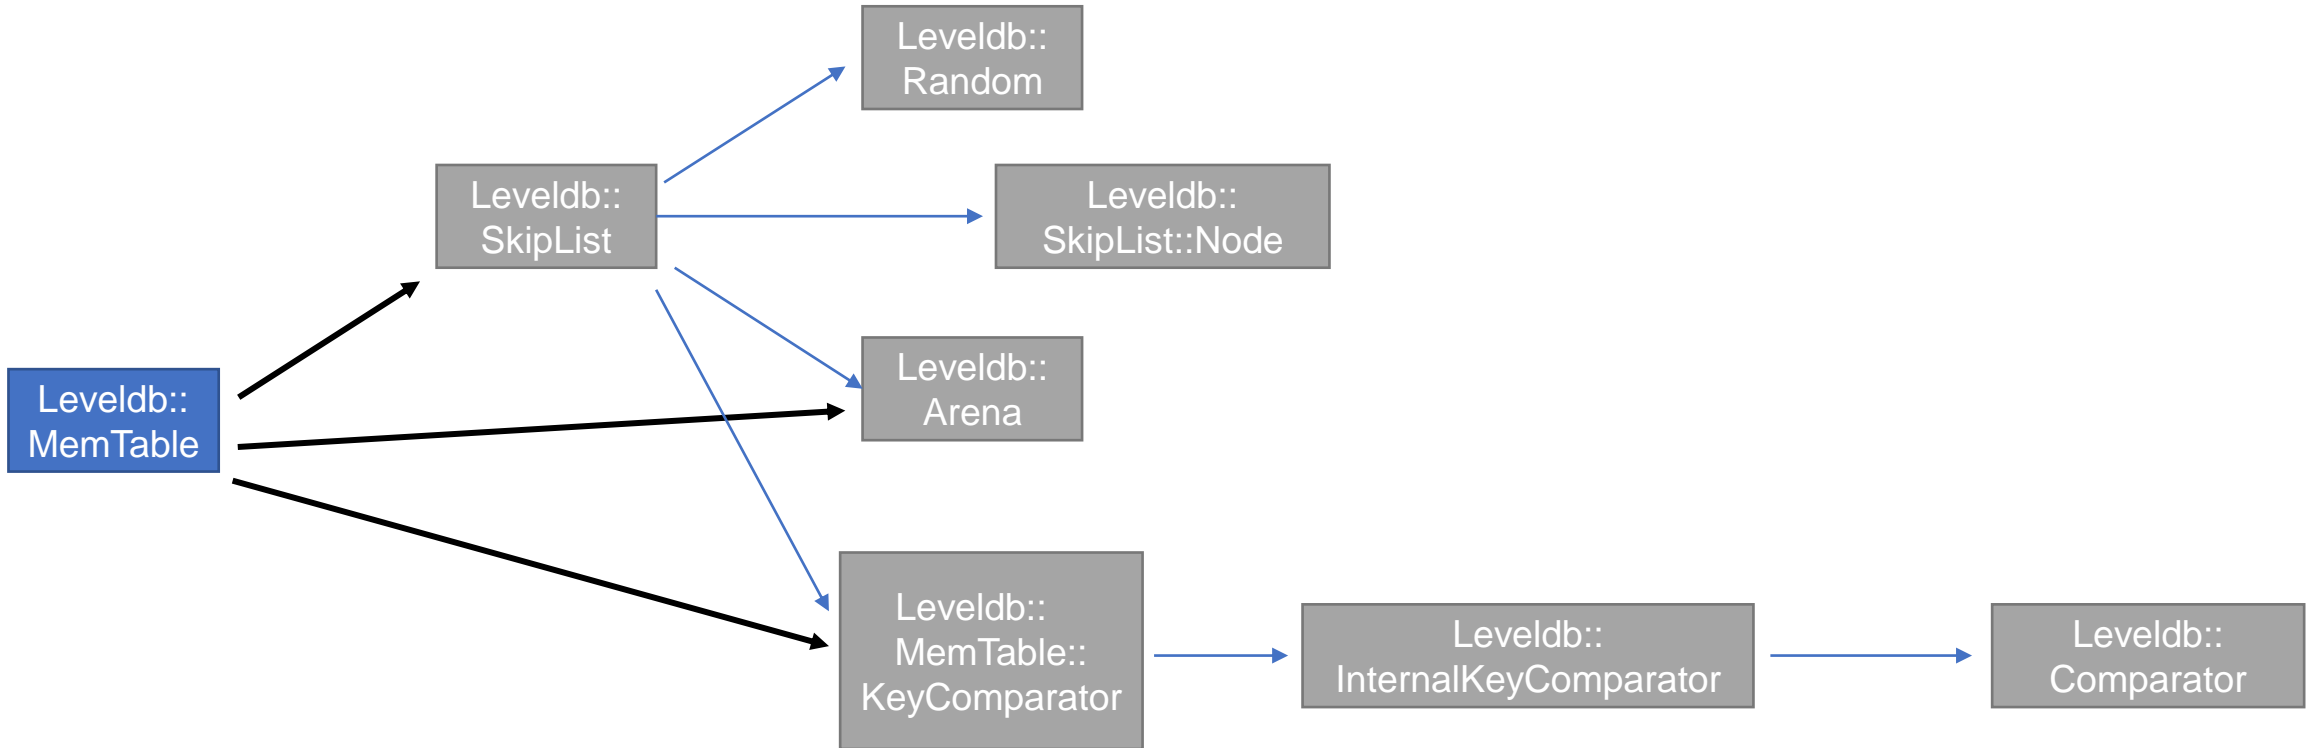 Leveldb::
Random
Leveldb::
SkipList
Leveldb::
SkipList::Node
Leveldb::
MemTable
Leveldb::
Arena
Leveldb::
MemTable::
KeyComparator
Leveldb::
InternalKeyComparator
Leveldb::
Comparator